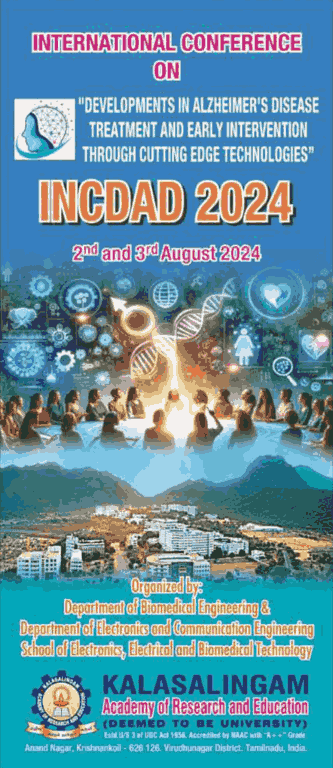 INTERNATIONAL CONFERENCE
ON
"DEVELOPMENTS IN ALZHEIMER'S DISEASE
TREATMENT AND EARLY INTERVENTION
THROUGH CUTTING EDGE TECHNOLOGIES"
INCDAD 2024
2nd and 3rd August 2024
Organized by:
Department of Biomedical Engineering &
Department of Electronics and Communication Engineering
School of Electronics, Electrical and Biomedical Technology
KALASALINGAM
Academy of Research and Education
(DEEMED TO BE UNIVERSITY)
Estd U/S 3 of UGC Act 1956. Accredited by NAAC with "A++" Grade
Anand Nagar, Krishnankoil - 626 126. Virudhunagar District. Tamilnadu, India.